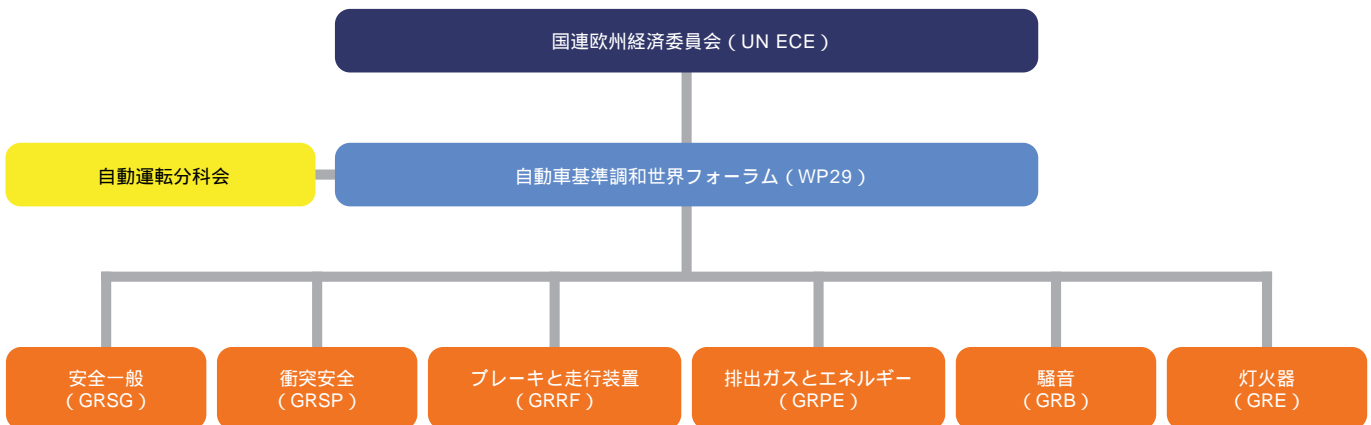 国連欧州経済委員会（UN ECE）
自動運転分科会
自動車基準調和世界フォーラム（WP29）
安全一般
（GRSG）
衝突安全
（GRSP）
ブレーキと走行装置
（GRRF）
排出ガスとエネルギー
（GRPE）
騒音
（GRB）
灯火器
（GRE）